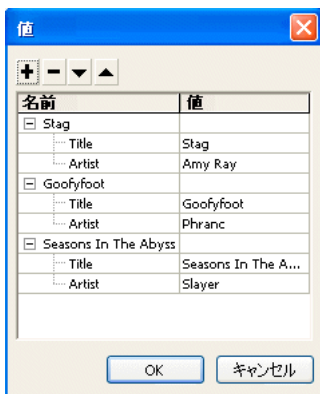 値
名前 値
Stag
Title Stag
Artist Amy Ray
Goofyfoot
Title Goofyfoot
Artist Phranc
Seasons In The Abyss
Title Seasons In The A...
Artist Slayer
OK キャンセル